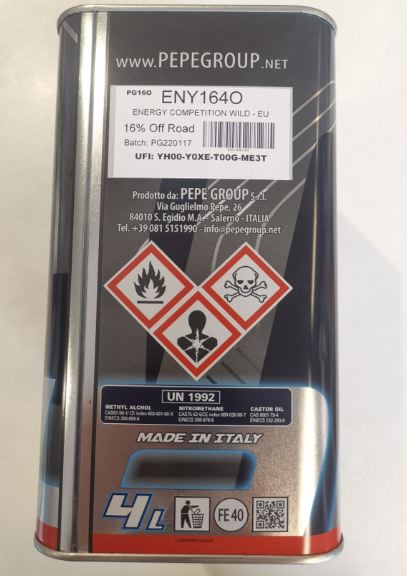 www.PEPEGROUP.NET
PG16O ENY164O
ENERGY COMPETITION WILD - EU
16% Off Road
Batch: PG220117
UFI: YH00-Y0XE-T00G-ME3T
Prodotto da: PEPE GROUP S.r.l.
Via Guglielmo Pepe, 26
84010 S. Egidio M.A. - Salerno - ITALIA
Tel. +39 081 5151990 - info@pepegroup.net
UN 1992
METHYL ALCHOL
NITROMETHANE
CASTOR OIL
MADE IN ITALY
4L
FE 40